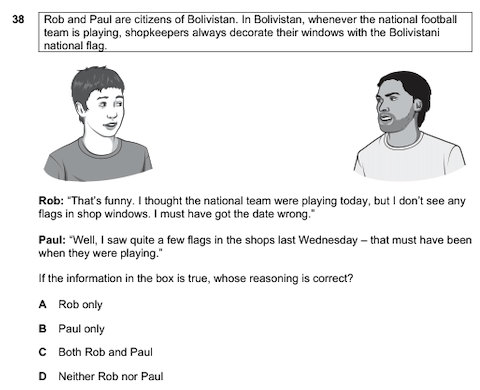 38 Rob and Paul are citizens of Bolivistan. In Bolivistan, whenever the national football
team is playing, shopkeepers always decorate their windows with the Bolivistani
national flag.
Rob: "That's funny. I thought the national team were playing today, but I don't see any
flags in shop windows. I must have got the date wrong."
Paul: "Well, I saw quite a few flags in the shops last Wednesday – that must have been
when they were playing."
If the information in the box is true, whose reasoning is correct?
A Rob only
B Paul only
C Both Rob and Paul
D Neither Rob nor Paul